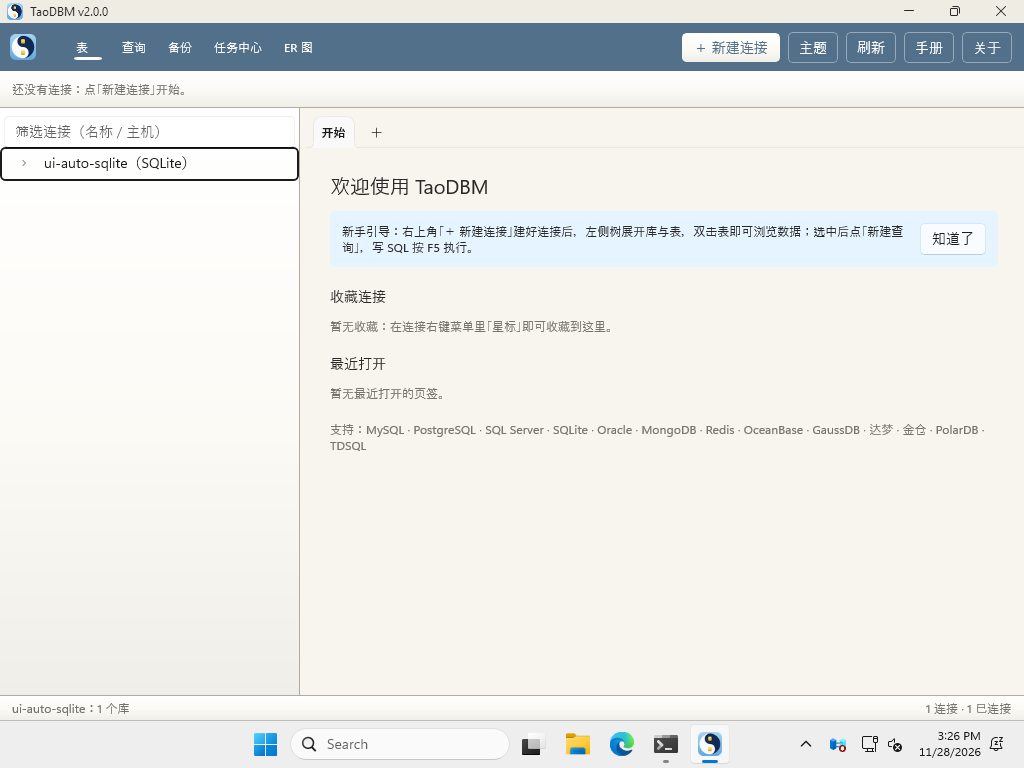 TaoDBM v2.0.0
表 查询 备份 任务中心 ER 图 ＋ 新建连接 主题 刷新 手册 关于
还没有连接：点「新建连接」开始。
筛选连接（名称 / 主机）
ui-auto-sqlite（SQLite）
开始 ＋
欢迎使用 TaoDBM
新手引导：右上角「＋ 新建连接」建好连接后，左侧树展开库与表，双击表即可浏览数据；选中后点「新建查
询」，写 SQL 按 F5 执行。
知道了
收藏连接
暂无收藏：在连接右键菜单里「星标」即可收藏到这里。
最近打开
暂无最近打开的页签。
支持：MySQL · PostgreSQL · SQL Server · SQLite · Oracle · MongoDB · Redis · OceanBase · GaussDB · 达梦 · 金仓 · PolarDB ·
TDSQL
ui-auto-sqlite：1 个库
1 连接 · 1 已连接
Search
3:26 PM
11/28/2026